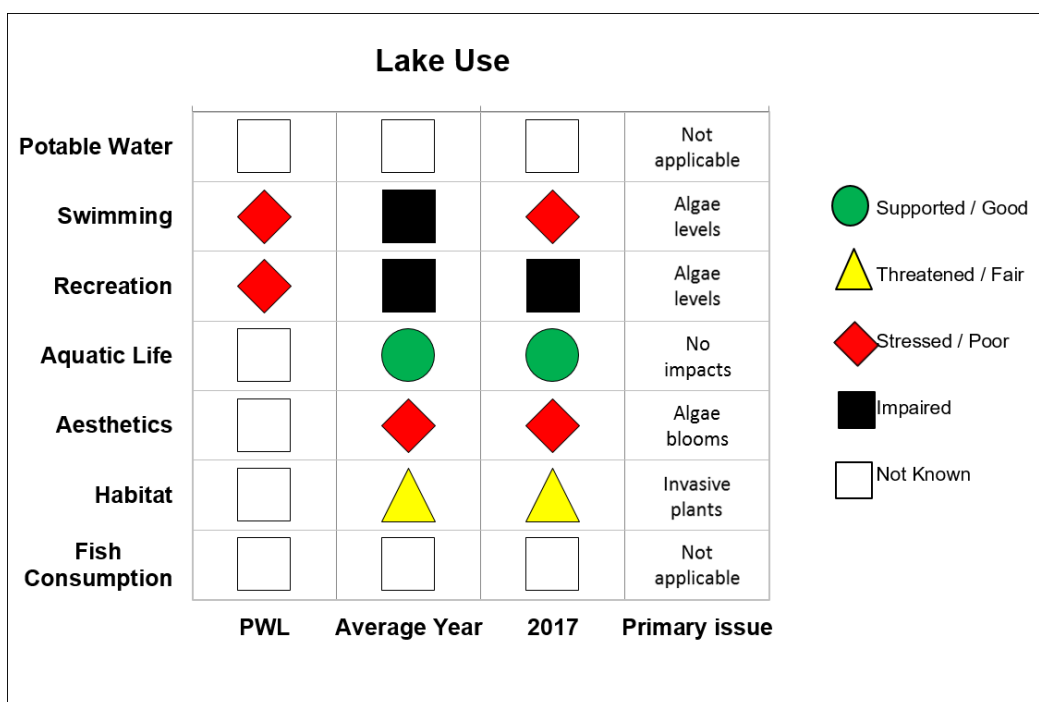 Lake Use
Potable Water
Not
applicable
Swimming
Algae
levels
Recreation
Algae
levels
Aquatic Life
No
impacts
Aesthetics
Algae
blooms
Habitat
Invasive
plants
Fish
Consumption
Not
applicable
PWL Average Year 2017 Primary issue
Supported / Good
Threatened / Fair
Stressed / Poor
Impaired
Not Known